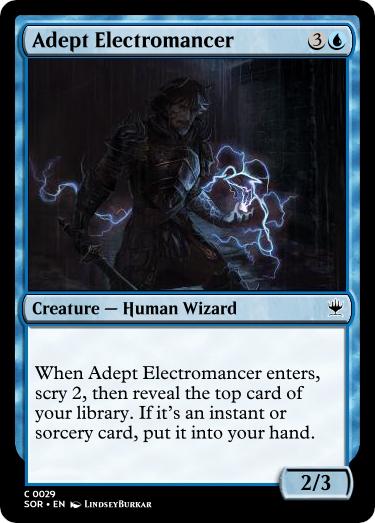 Adept Electromancer 3
Creature — Human Wizard
When Adept Electromancer enters,
scry 2, then reveal the top card of
your library. If it's an instant or
sorcery card, put it into your hand.
2/3
C 0029
SOR • EN LindseyBurkar